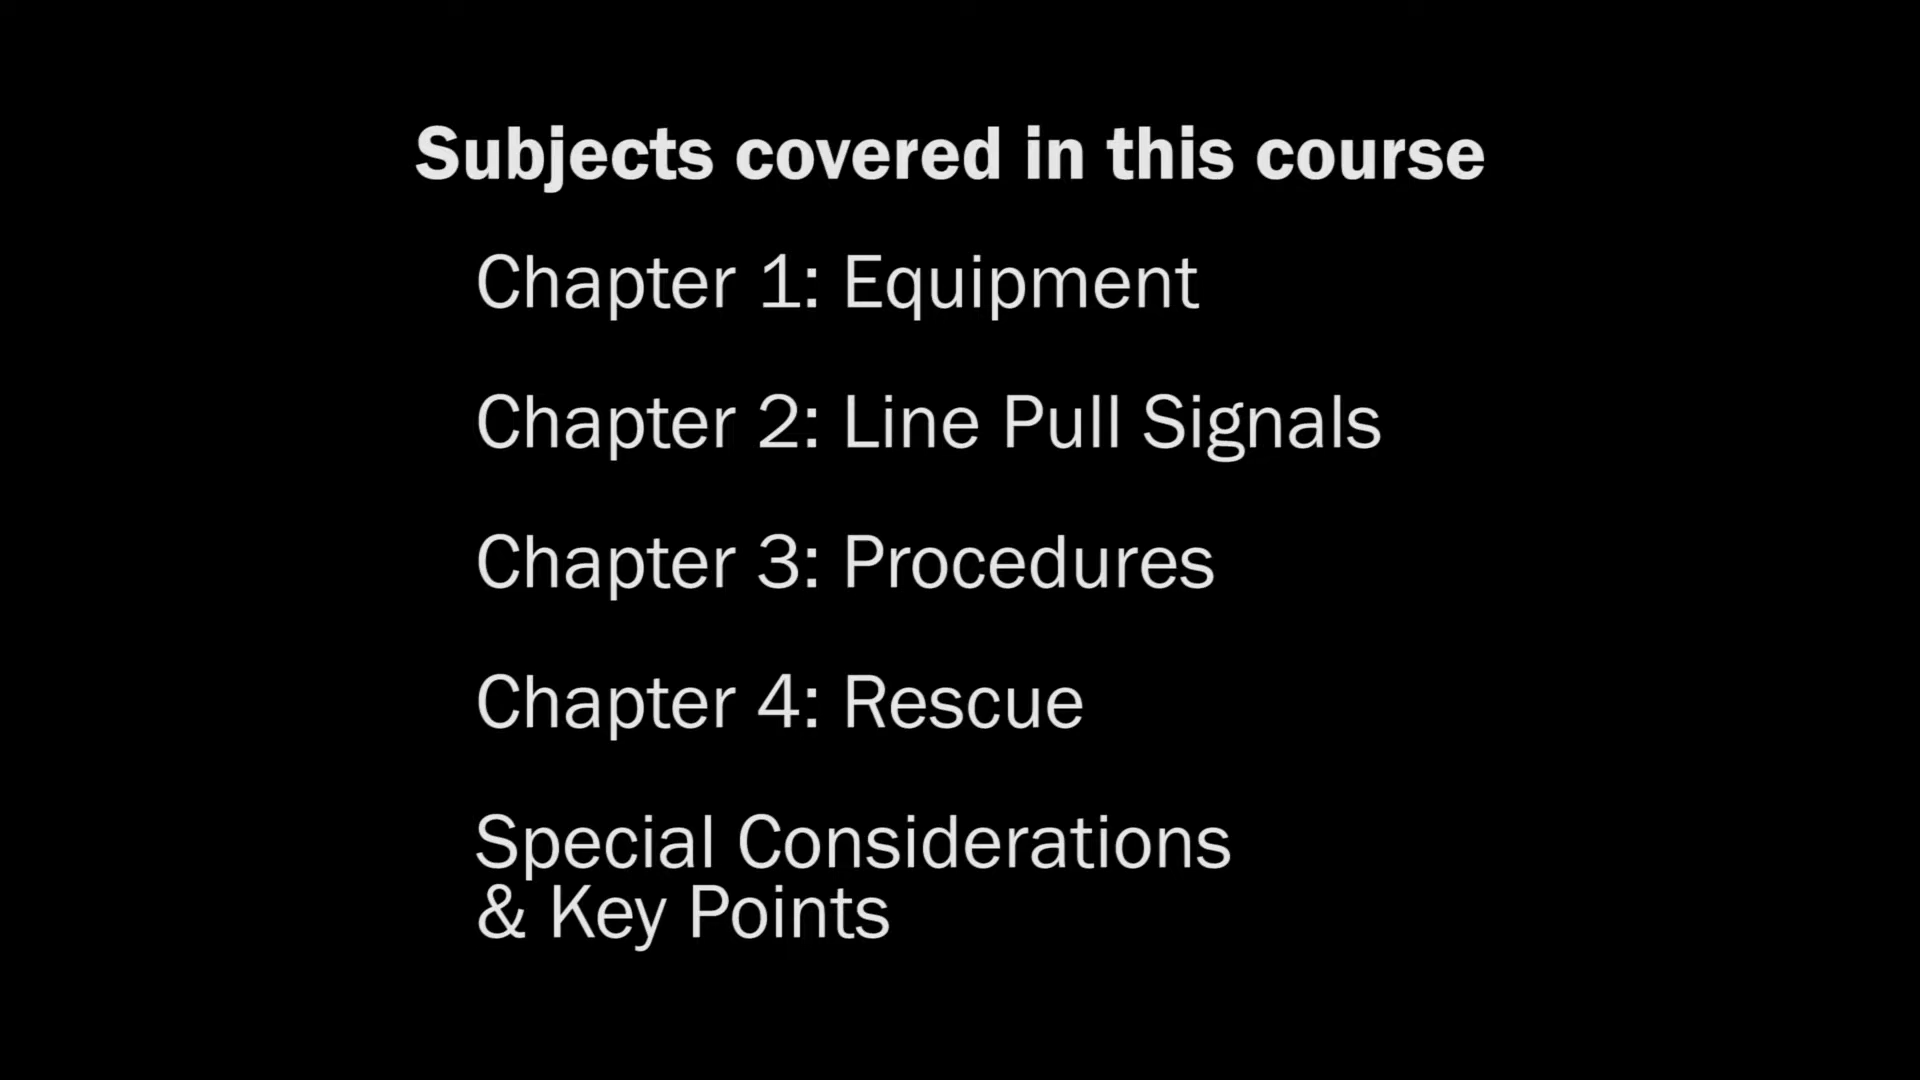 Subjects covered in this course
Chapter 1: Equipment
Chapter 2: Line Pull Signals
Chapter 3: Procedures
Chapter 4: Rescue
Special Considerations
& Key Points